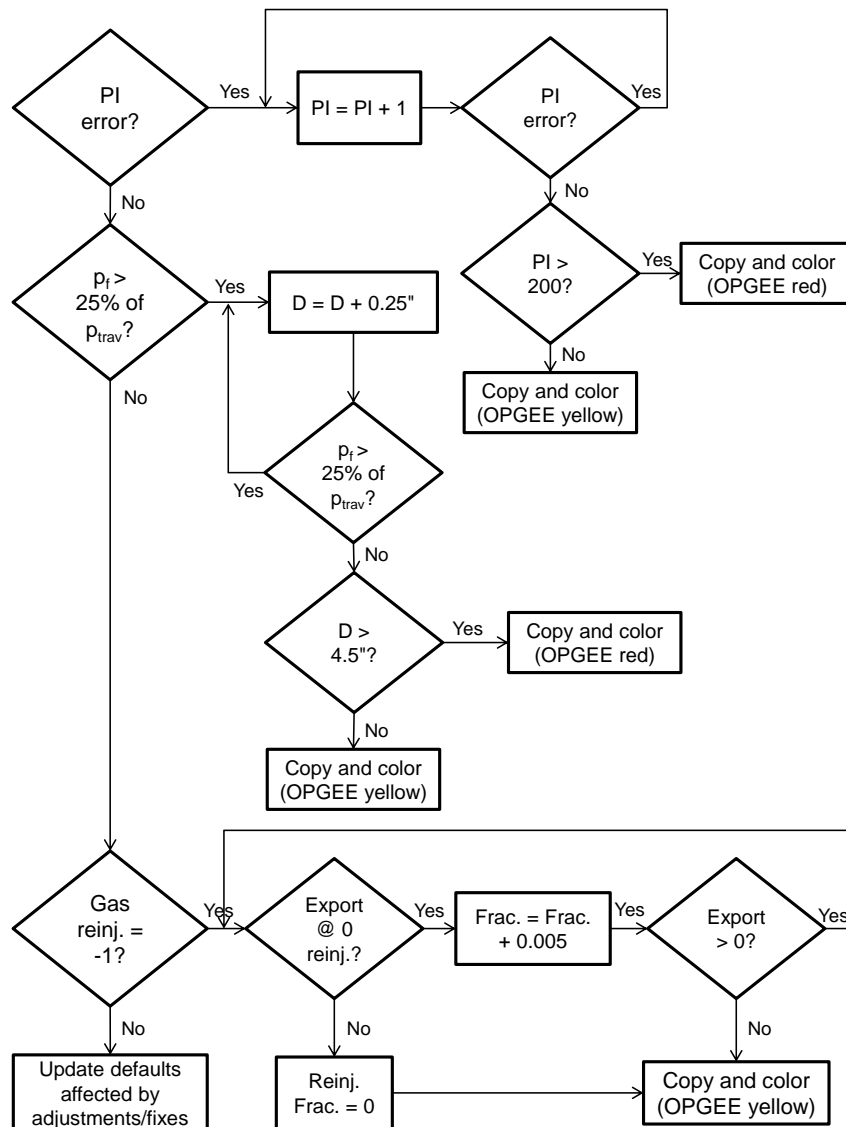 PI
error?
Yes
PI = PI + 1
PI
error?
Yes
No
No
p_f >
25% of
p_trav?
Yes
D = D + 0.25"
PI >
200?
Yes
Copy and color
(OPGEE red)
No
No
Copy and color
(OPGEE yellow)
p_f >
25% of
p_trav?
Yes
No
D >
4.5"?
Yes
Copy and color
(OPGEE red)
No
Copy and color
(OPGEE yellow)
Gas
reinj. =
-1?
Yes
Export
@ 0
reinj.?
Yes
Frac. = Frac.
+ 0.005
Yes
Export
> 0?
Yes
No
No
No
Update defaults
affected by
adjustments/fixes
Reinj.
Frac. = 0
Copy and color
(OPGEE yellow)